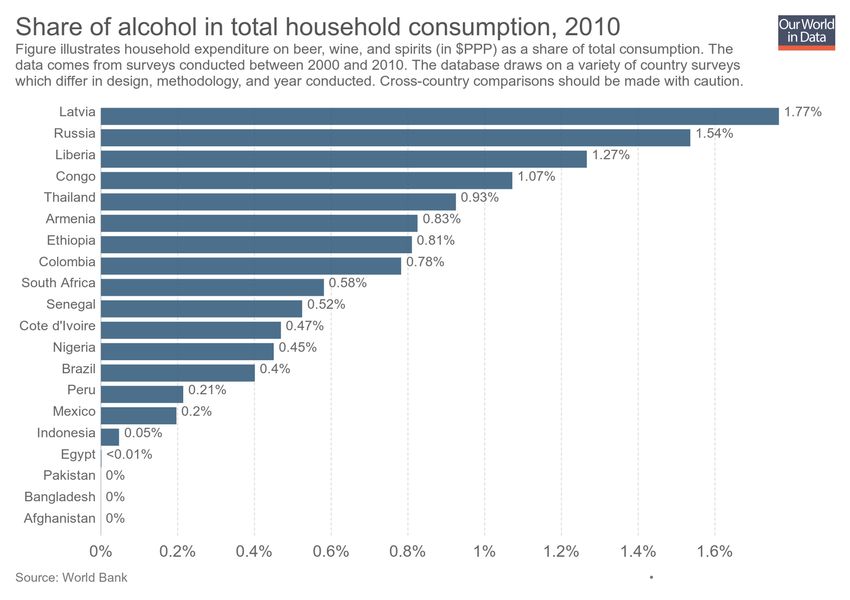 Share of alcohol in total household consumption, 2010
Our World
in Data
Figure illustrates household expenditure on beer, wine, and spirits (in $PPP) as a share of total consumption. The
data comes from surveys conducted between 2000 and 2010. The database draws on a variety of country surveys
which differ in design, methodology, and year conducted. Cross-country comparisons should be made with caution.
Latvia 1.77%
Russia 1.54%
Liberia 1.27%
Congo 1.07%
Thailand 0.93%
Armenia 0.83%
Ethiopia 0.81%
Colombia 0.78%
South Africa 0.58%
Senegal 0.52%
Cote d'Ivoire 0.47%
Nigeria 0.45%
Brazil 0.4%
Peru 0.21%
Mexico 0.2%
Indonesia 0.05%
Egypt <0.01%
Pakistan 0%
Bangladesh 0%
Afghanistan 0%
0% 0.2% 0.4% 0.6% 0.8% 1% 1.2% 1.4% 1.6%
Source: World Bank